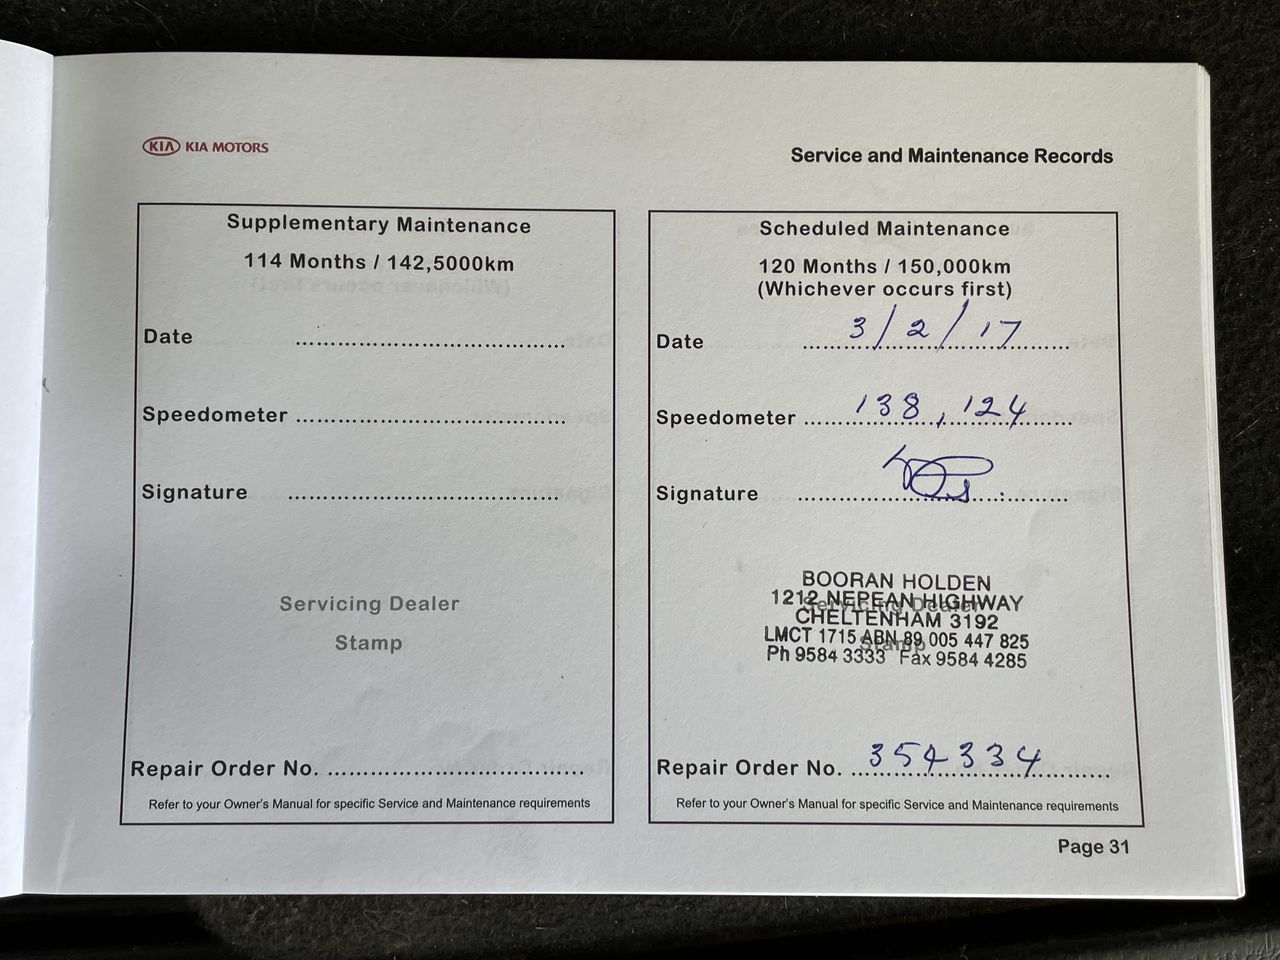 KIA KIA MOTORS
Service and Maintenance Records
Supplementary Maintenance
114 Months / 142,5000km
Date ......................................
Speedometer ......................................
Signature ......................................
Servicing Dealer
Stamp
Repair Order No. ....................................
Refer to your Owner's Manual for specific Service and Maintenance requirements
Scheduled Maintenance
120 Months / 150,000km
(Whichever occurs first)
Date 3/2/17
Speedometer 138,124
Signature
Servicing Dealer
Stamp
BOORAN HOLDEN
1212 NEPEAN HIGHWAY
CHELTENHAM 3192
LMCT 1715 ABN 89 005 447 825
Ph 9584 3333 Fax 9584 4285
Repair Order No. 354334
Refer to your Owner's Manual for specific Service and Maintenance requirements
Page 31